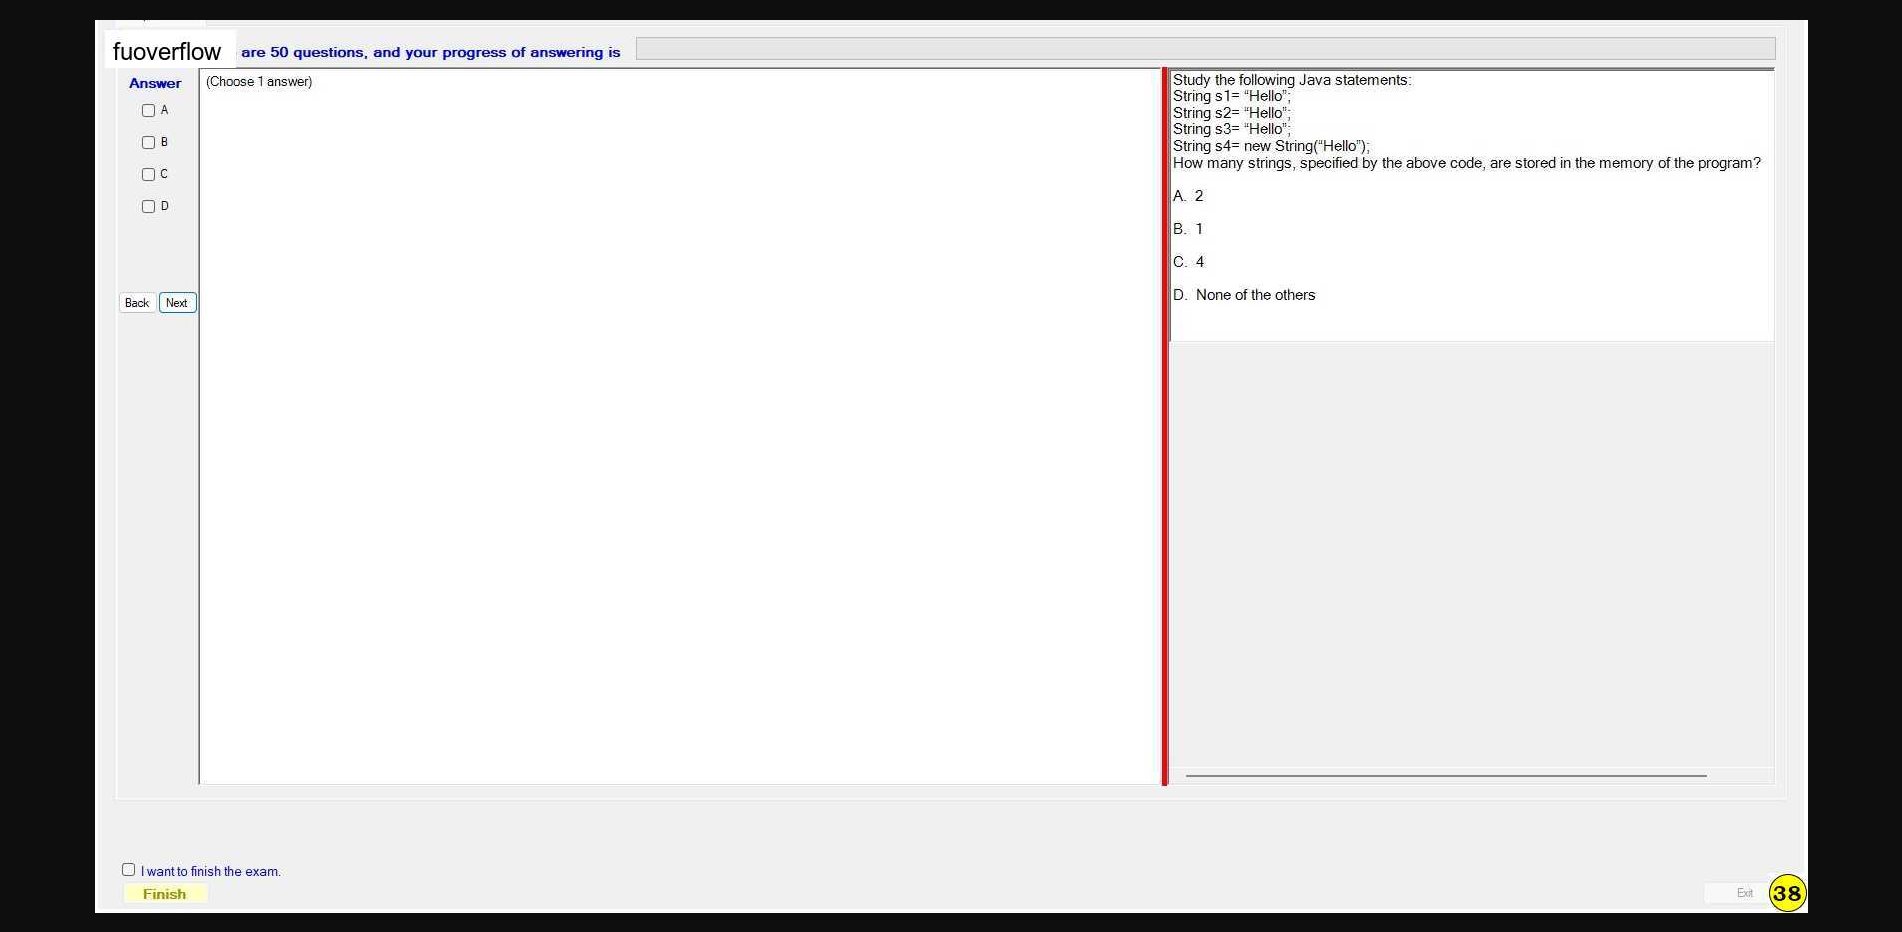 fuoverflow are 50 questions, and your progress of answering is
Answer
(Choose 1 answer)
A
B
C
D
Back Next
Study the following Java statements:
String s1= “Hello”;
String s2= “Hello”;
String s3= “Hello”;
String s4= new String(“Hello”);
How many strings, specified by the above code, are stored in the memory of the program?
A. 2
B. 1
C. 4
D. None of the others
I want to finish the exam.
Finish
Exit 38